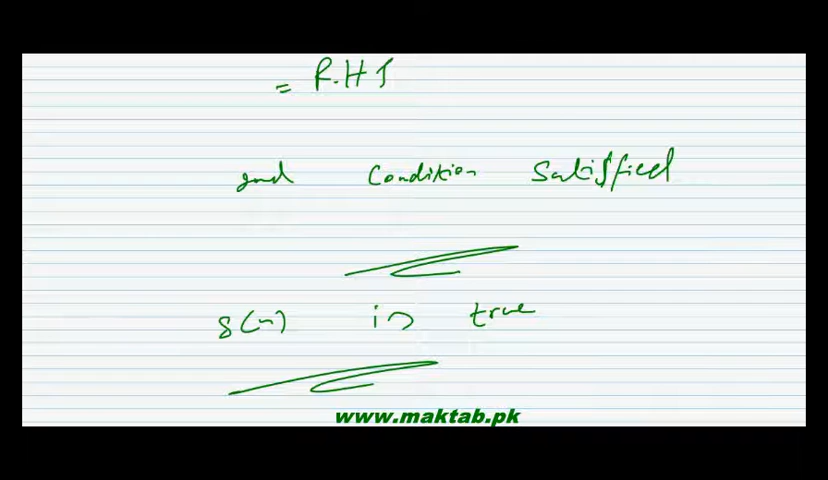 = R.H S
2nd Condition Satisfied
S(n) is true
www.maktab.pk